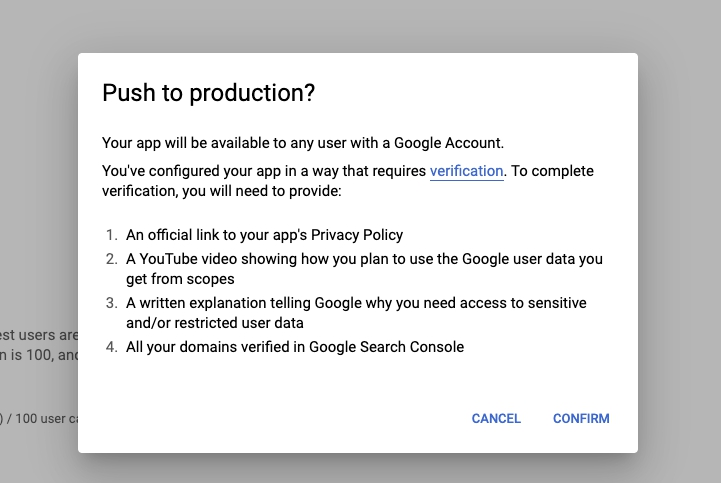 Push to production?
Your app will be available to any user with a Google Account.
You've configured your app in a way that requires verification. To complete
verification, you will need to provide:
1. An official link to your app's Privacy Policy
2. A YouTube video showing how you plan to use the Google user data you
get from scopes
3. A written explanation telling Google why you need access to sensitive
and/or restricted user data
est users are
n is 100, and
4. All your domains verified in Google Search Console
) / 100 user ca
CANCEL CONFIRM